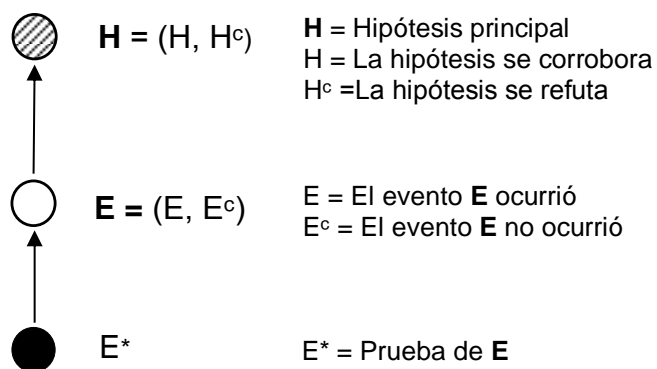 H = (H, Hᶜ)
H = Hipótesis principal
H = La hipótesis se corrobora
Hᶜ =La hipótesis se refuta
E = (E, Eᶜ)
E = El evento E ocurrió
Eᶜ = El evento E no ocurrió
E*
E* = Prueba de E